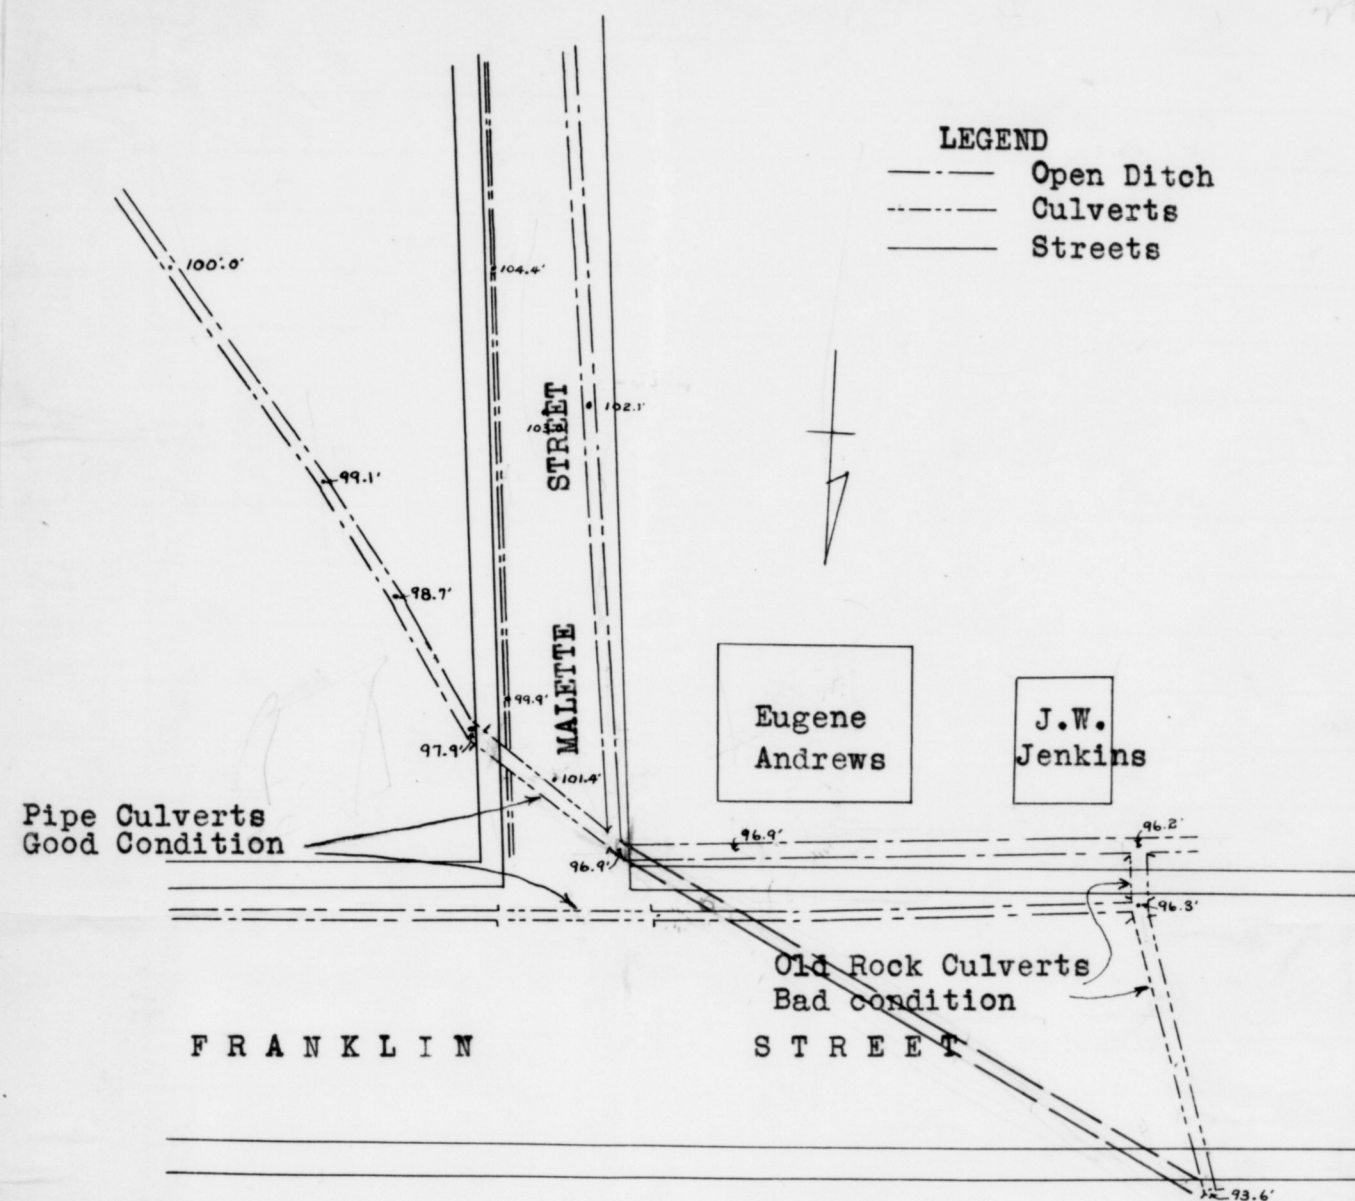 LEGEND
Open Ditch
Culverts
Streets
100'.0'
104.4'
STREET
102.1'
99.1'
98.7'
MALETTE
99.9'
97.9'
101.4'
Eugene
Andrews
J.W.
Jenkins
Pipe Culverts
Good Condition
96.9'
96.9'
96.2'
96.3'
Old Rock Culverts
Bad condition
FRANKLIN STREET
93.6'